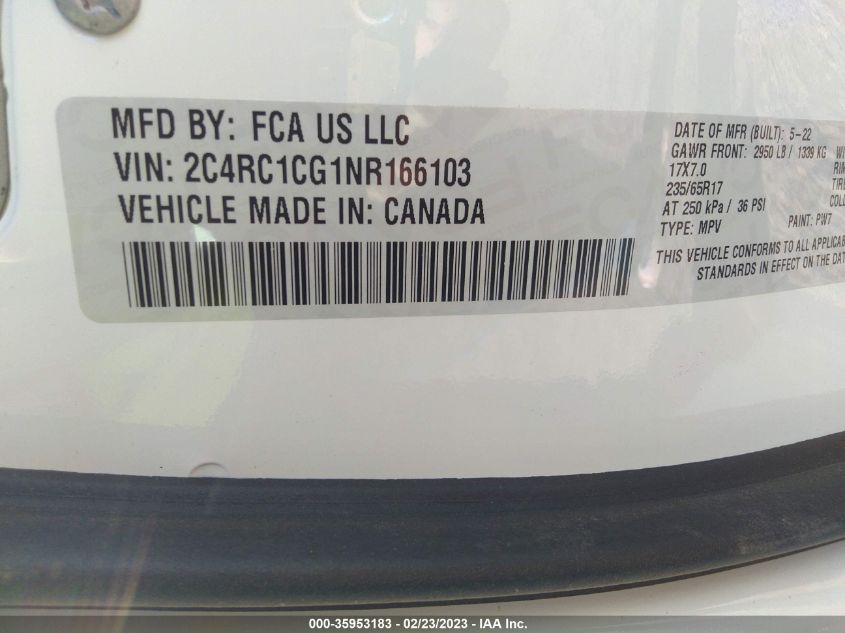 MFD BY: FCA US LLC
VIN: 2C4RC1CG1NR166103
VEHICLE MADE IN: CANADA
DATE OF MFR (BUILT): 5-22
GAWR FRONT: 2950 LB / 1339 KG
17X7.0
235/65R17
AT 250 kPa / 36 PSI
TYPE: MPV
PAINT: PW7
THIS VEHICLE CONFORMS TO ALL
STANDARDS IN EFFECT ON THE
000-35953183 - 02/23/2023 - IAA Inc.